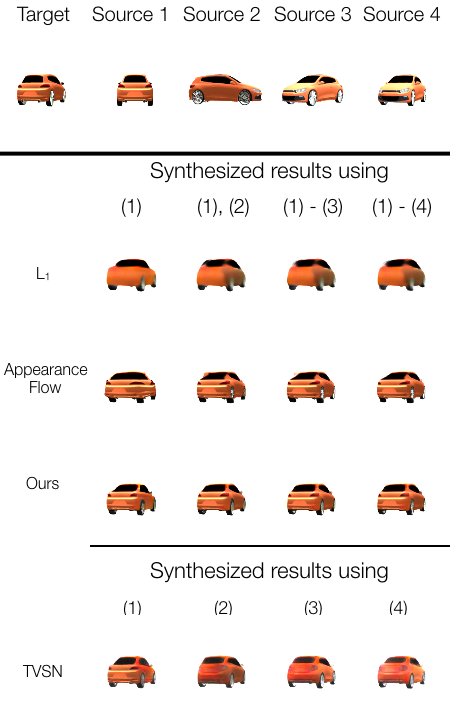 Target Source 1 Source 2 Source 3 Source 4
Synthesized results using
(1) (1), (2) (1) - (3) (1) - (4)
L₁
Appearance
Flow
Ours
Synthesized results using
(1) (2) (3) (4)
TVSN